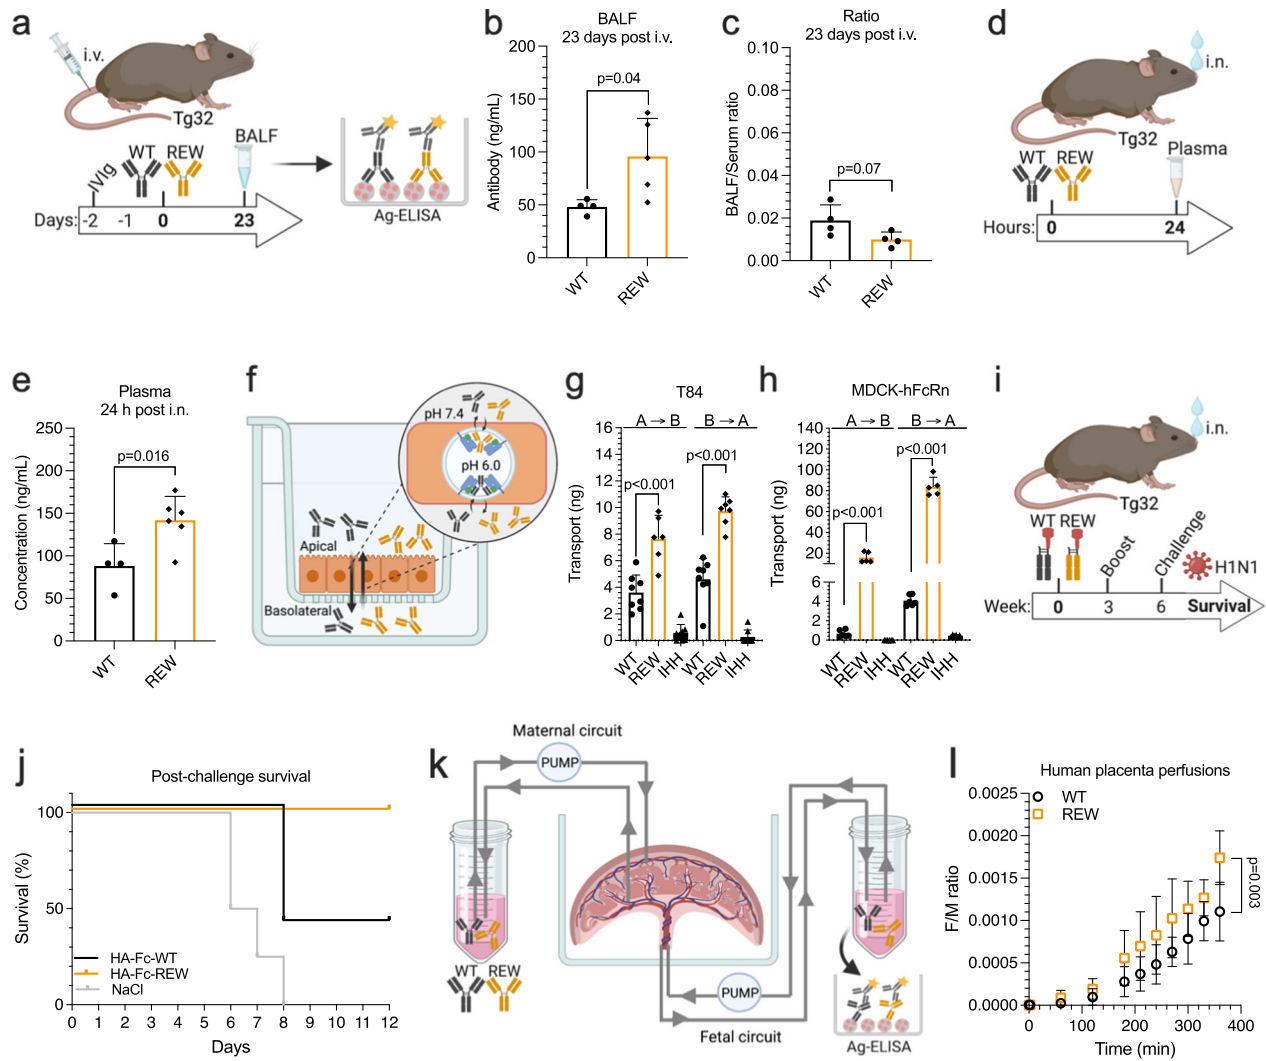 a
i.v.
Tg32
BALF
IVIg
WT
REW
Days:
-2
-1
0
23
Ag-ELISA
b
BALF
23 days post i.v.
Antibody (ng/mL)
200
150
100
50
0
p=0.04
WT
REW
c
Ratio
23 days post i.v.
BALF/Serum ratio
0.10
0.08
0.06
0.04
0.02
0.00
p=0.07
WT
REW
d
i.n.
Tg32
WT
REW
Plasma
Hours:
0
24
e
Plasma
24 h post i.n.
Concentration (ng/mL)
250
200
150
100
50
0
p=0.016
WT
REW
f
pH 7.4
pH 6.0
Apical
Basolateral
g
T84
A → B
B → A
Transport (ng)
16
14
12
10
8
6
4
2
0
p<0.001
p<0.001
WT
REW
IHH
WT
REW
IHH
h
MDCK-hFcRn
A → B
B → A
Transport (ng)
140
120
100
80
60
40
20
6
4
2
0
p<0.001
p<0.001
WT
REW
IHH
WT
REW
IHH
i
i.n.
Tg32
WT
REW
Boost
Challenge
H1N1
Week:
0
3
6
Survival
j
Post-challenge survival
Survival (%)
100
50
0
HA-Fc-WT
HA-Fc-REW
NaCl
0 1 2 3 4 5 6 7 8 9 10 11 12
Days
k
Maternal circuit
PUMP
WT
REW
PUMP
Fetal circuit
Ag-ELISA
l
Human placenta perfusions
WT
REW
F/M ratio
0.0025
0.0020
0.0015
0.0010
0.0005
0.0000
p=0.003
0 100 200 300 400
Time (min)